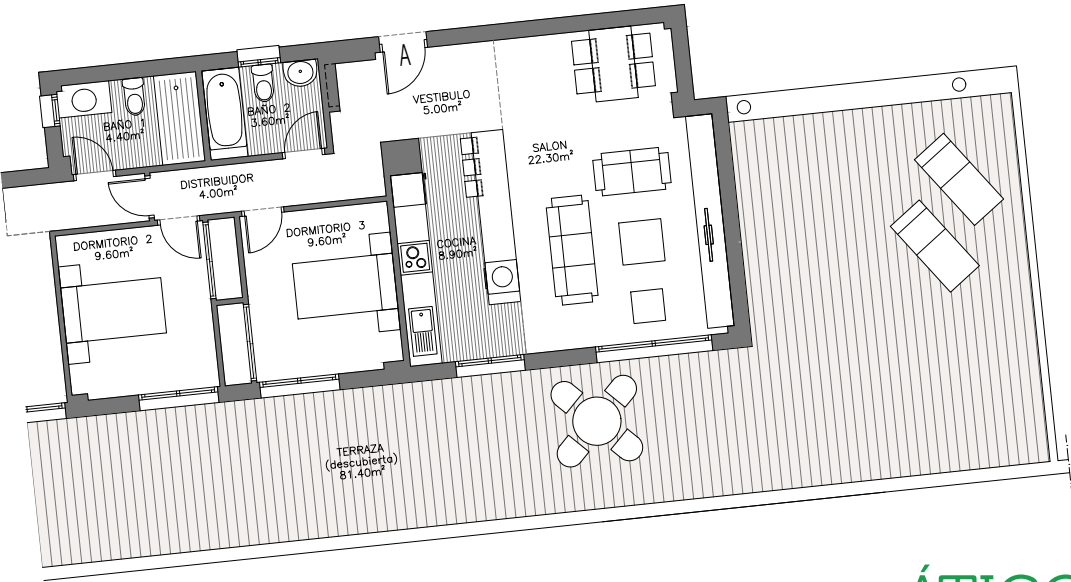 A
VESTIBULO
5.00m²
BAÑO 1
4.40m²
BAÑO 2
3.60m²
SALON
22.30m²
DISTRIBUIDOR
4.00m²
DORMITORIO 2
9.60m²
DORMITORIO 3
9.60m²
COCINA
8.90m²
TERRAZA
(descubierta)
81.40m²